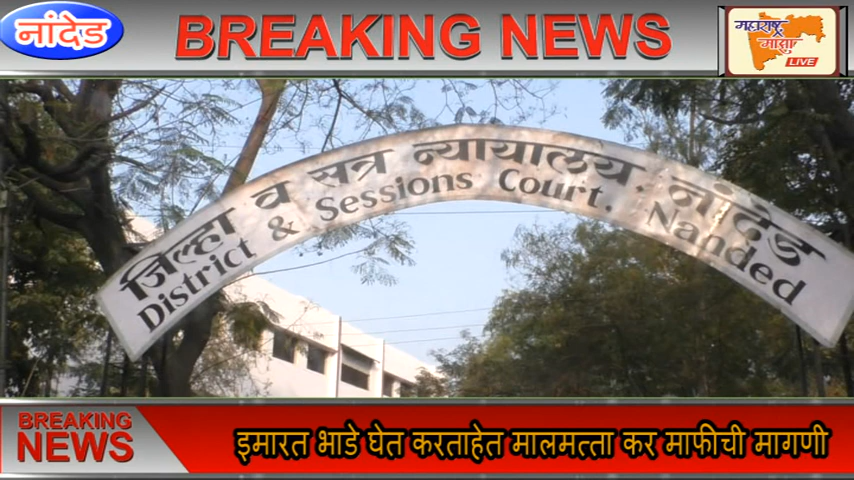 नांदेड
BREAKING NEWS
महाराष्ट्र
माझा
LIVE
जिल्हा व सत्र न्यायालय, नांदेड
District & Sessions Court, Nanded
BREAKING
NEWS
इमारत भाडे घेत करताहेत मालमत्ता कर माफीची मागणी